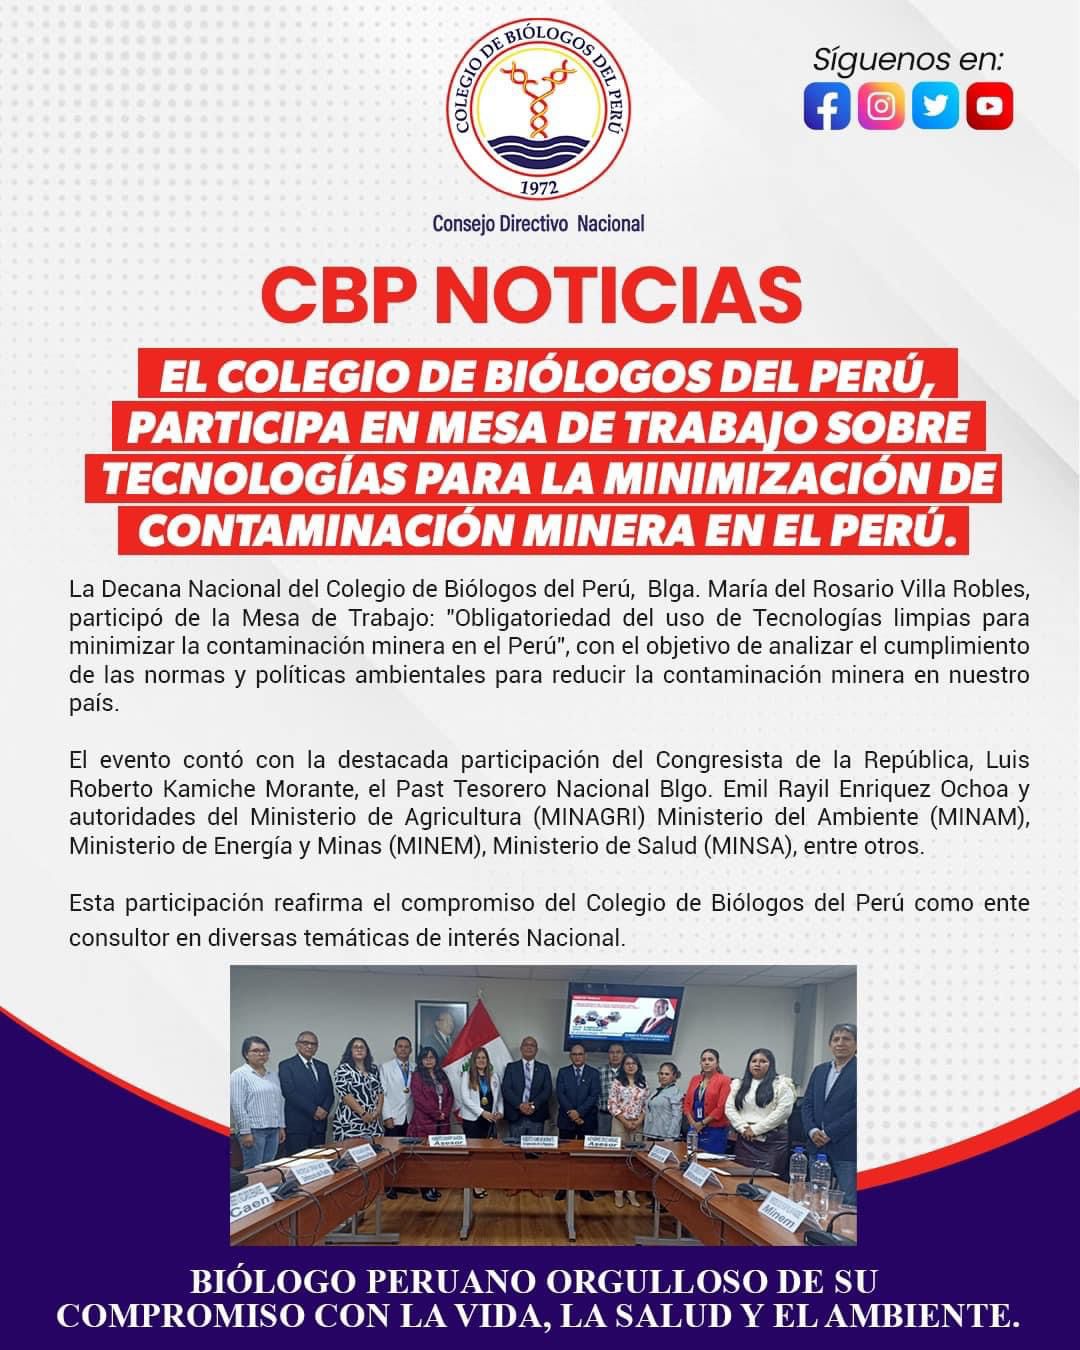 COLEGIO DE BIÓLOGOS DEL PERÚ
1972
Consejo Directivo Nacional
Síguenos en:
CBP NOTICIAS
EL COLEGIO DE BIÓLOGOS DEL PERÚ,
PARTICIPA EN MESA DE TRABAJO SOBRE
TECNOLOGÍAS PARA LA MINIMIZACIÓN DE
CONTAMINACIÓN MINERA EN EL PERÚ.
La Decana Nacional del Colegio de Biólogos del Perú, Blga. María del Rosario Villa Robles,
participó de la Mesa de Trabajo: "Obligatoriedad del uso de Tecnologías limpias para
minimizar la contaminación minera en el Perú", con el objetivo de analizar el cumplimiento
de las normas y políticas ambientales para reducir la contaminación minera en nuestro
país.
El evento contó con la destacada participación del Congresista de la República, Luis
Roberto Kamiche Morante, el Past Tesorero Nacional Blgo. Emil Rayil Enriquez Ochoa y
autoridades del Ministerio de Agricultura (MINAGRI) Ministerio del Ambiente (MINAM),
Ministerio de Energía y Minas (MINEM), Ministerio de Salud (MINSA), entre otros.
Esta participación reafirma el compromiso del Colegio de Biólogos del Perú como ente
consultor en diversas temáticas de interés Nacional.
Asesor
Asesor
Caen
Minem
BIÓLOGO PERUANO ORGULLOSO DE SU
COMPROMISO CON LA VIDA, LA SALUD Y EL AMBIENTE.